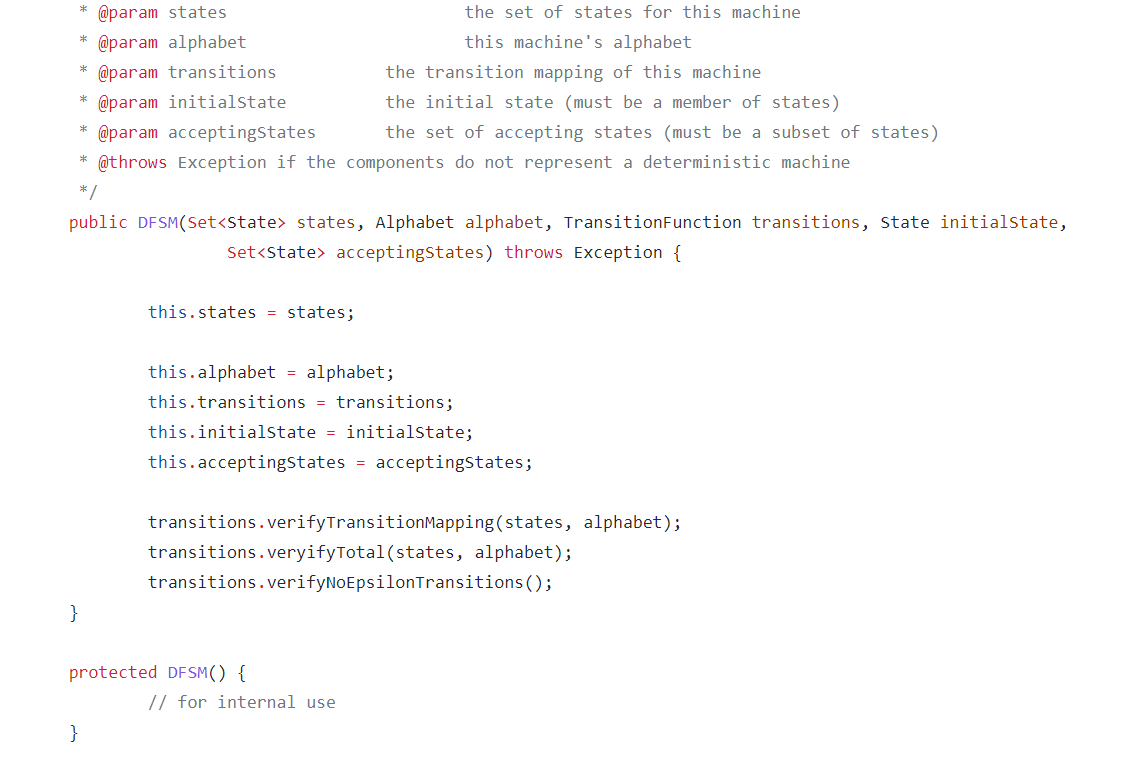 * @param states the set of states for this machine
* @param alphabet this machine's alphabet
* @param transitions the transition mapping of this machine
* @param initialState the initial state (must be a member of states)
* @param acceptingStates the set of accepting states (must be a subset of states)
* @throws Exception if the components do not represent a deterministic machine
*/
public DFSM(Set<State> states, Alphabet alphabet, TransitionFunction transitions, State initialState,
Set<State> acceptingStates) throws Exception {
this.states = states;
this.alphabet = alphabet;
this.transitions = transitions;
this.initialState = initialState;
this.acceptingStates = acceptingStates;
transitions.verifyTransitionMapping(states, alphabet);
transitions.veryifyTotal(states, alphabet);
transitions.verifyNoEpsilonTransitions();
}
protected DFSM() {
// for internal use
}